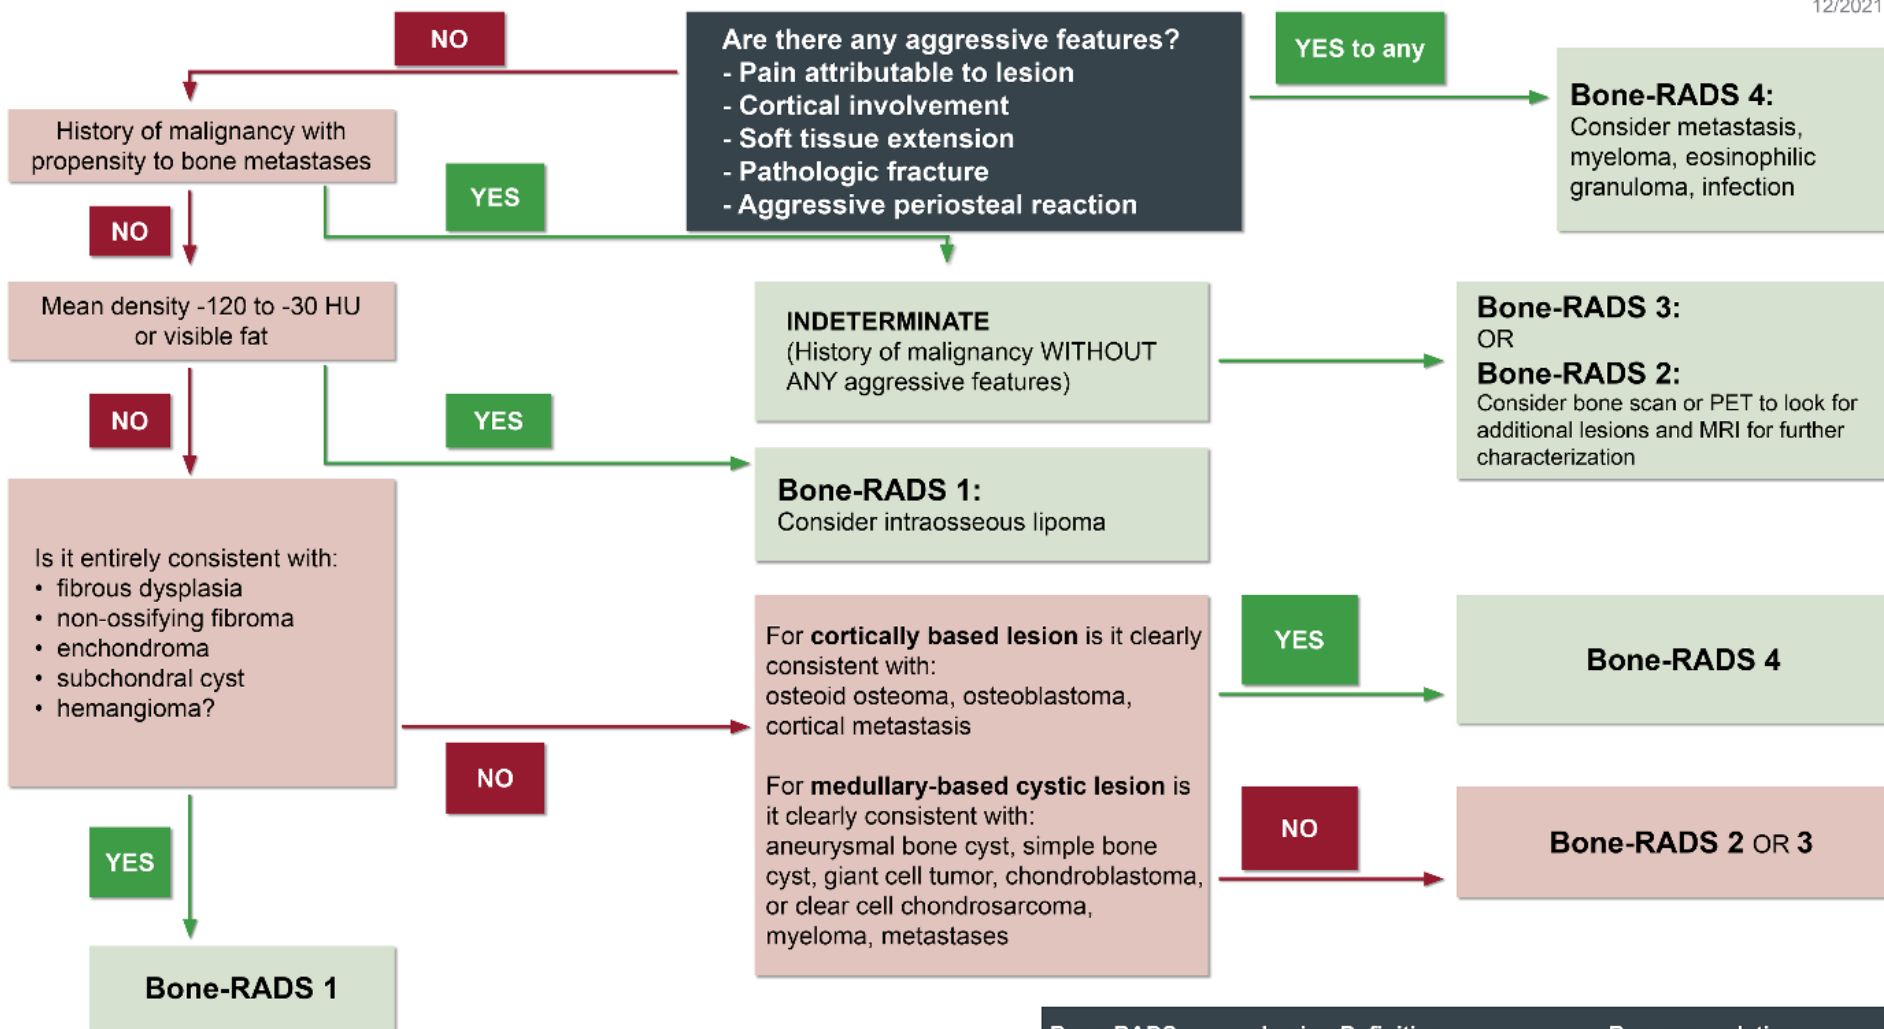 12/2021
NO
Are there any aggressive features?
- Pain attributable to lesion
- Cortical involvement
- Soft tissue extension
- Pathologic fracture
- Aggressive periosteal reaction
YES to any
Bone-RADS 4:
Consider metastasis,
myeloma, eosinophilic
granuloma, infection
History of malignancy with
propensity to bone metastases
YES
NO
Mean density -120 to -30 HU
or visible fat
INDETERMINATE
(History of malignancy WITHOUT
ANY aggressive features)
Bone-RADS 3:
OR
Bone-RADS 2:
Consider bone scan or PET to look for
additional lesions and MRI for further
characterization
NO
YES
Bone-RADS 1:
Consider intraosseous lipoma
Is it entirely consistent with:
• fibrous dysplasia
• non-ossifying fibroma
• enchondroma
• subchondral cyst
• hemangioma?
NO
For cortically based lesion is it clearly
consistent with:
osteoid osteoma, osteoblastoma,
cortical metastasis
For medullary-based cystic lesion is
it clearly consistent with:
aneurysmal bone cyst, simple bone
cyst, giant cell tumor, chondroblastoma,
or clear cell chondrosarcoma,
myeloma, metastases
YES
Bone-RADS 4
NO
Bone-RADS 2 OR 3
YES
Bone-RADS 1